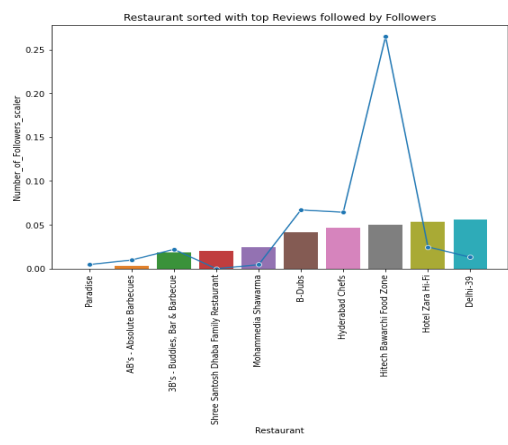 Restaurant sorted with top Reviews followed by Followers
Number_of_Followers_scaler
0.25
0.20
0.15
0.10
0.05
0.00
Paradise
AB's - Absolute Barbecues
3B's - Buddies, Bar & Barbecue
Shree Santosh Dhaba Family Restaurant
Mohammedia Shawarma
B-Dubs
Hyderabad Chefs
Hitech Bawarchi Food Zone
Hotel Zara Hi-Fi
Delhi-39
Restaurant